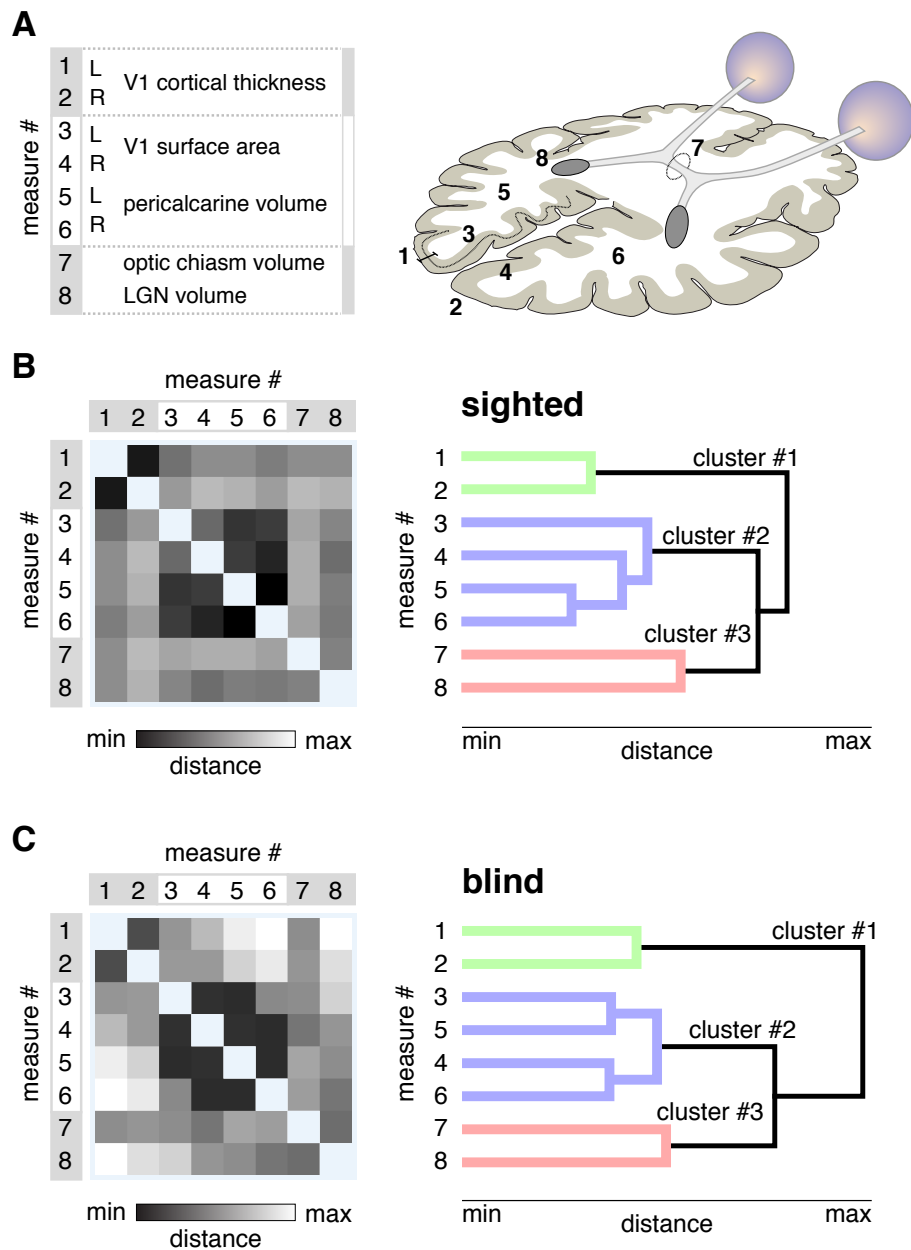 A
measure #
1 L
2 R
V1 cortical thickness
3 L
4 R
V1 surface area
5 L
6 R
pericalcarine volume
7 optic chiasm volume
8 LGN volume
7
8
5
3
1
4
6
2
B
measure #
1 2 3 4 5 6 7 8
measure #
1
2
3
4
5
6
7
8
min max
distance
sighted
measure #
1
2
3
4
5
6
7
8
cluster #1
cluster #2
cluster #3
min max
distance
C
measure #
1 2 3 4 5 6 7 8
measure #
1
2
3
4
5
6
7
8
min max
distance
blind
measure #
1
2
3
5
4
6
7
8
cluster #1
cluster #2
cluster #3
min max
distance